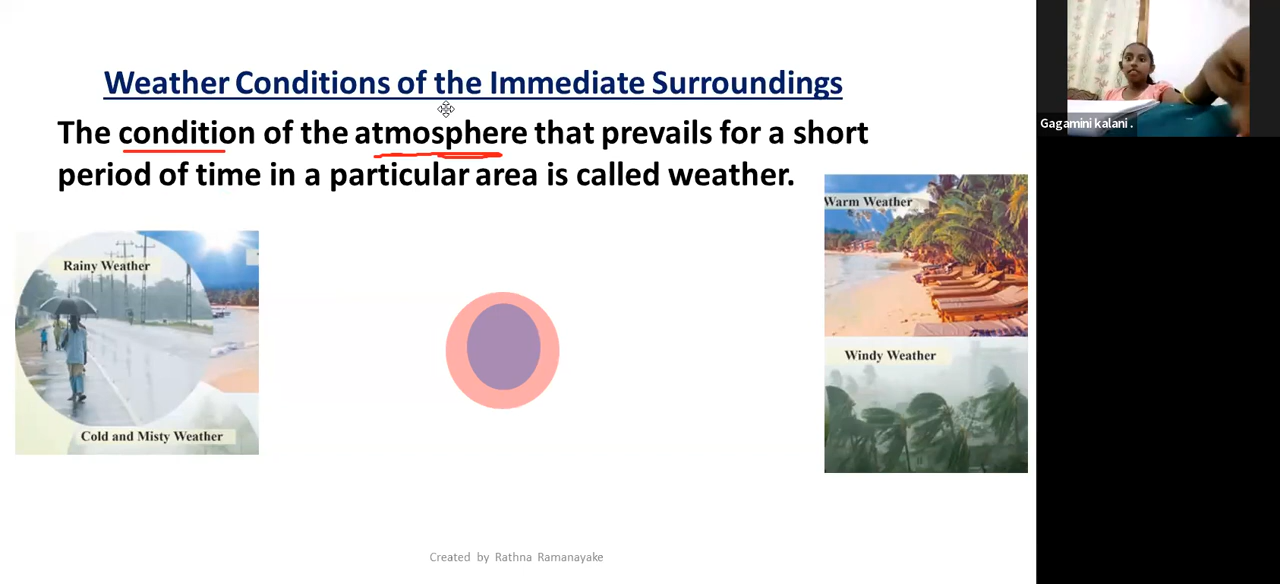 Weather Conditions of the Immediate Surroundings
The condition of the atmosphere that prevails for a short
period of time in a particular area is called weather.
Rainy Weather
Cold and Misty Weather
Warm Weather
Windy Weather
Created by Rathna Ramanayake
Gagamini kalani .